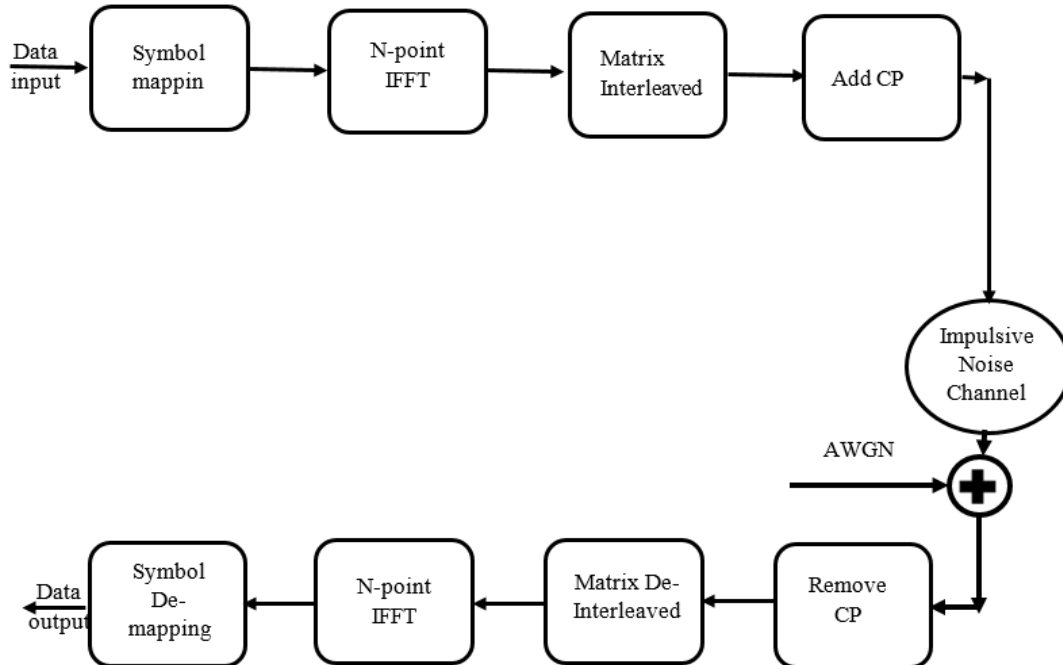 Data
input
Symbol
mappin
N-point
IFFT
Matrix
Interleaved
Add CP
Impulsive
Noise
Channel
AWGN
Remove
CP
Matrix De-
Interleaved
N-point
IFFT
Symbol
De-
mapping
Data
output